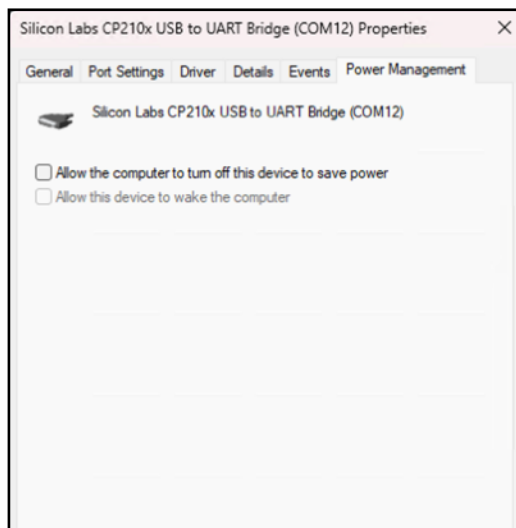 Silicon Labs CP210x USB to UART Bridge (COM12) Properties
General Port Settings Driver Details Events Power Management
Silicon Labs CP210x USB to UART Bridge (COM12)
Allow the computer to turn off this device to save power
Allow this device to wake the computer